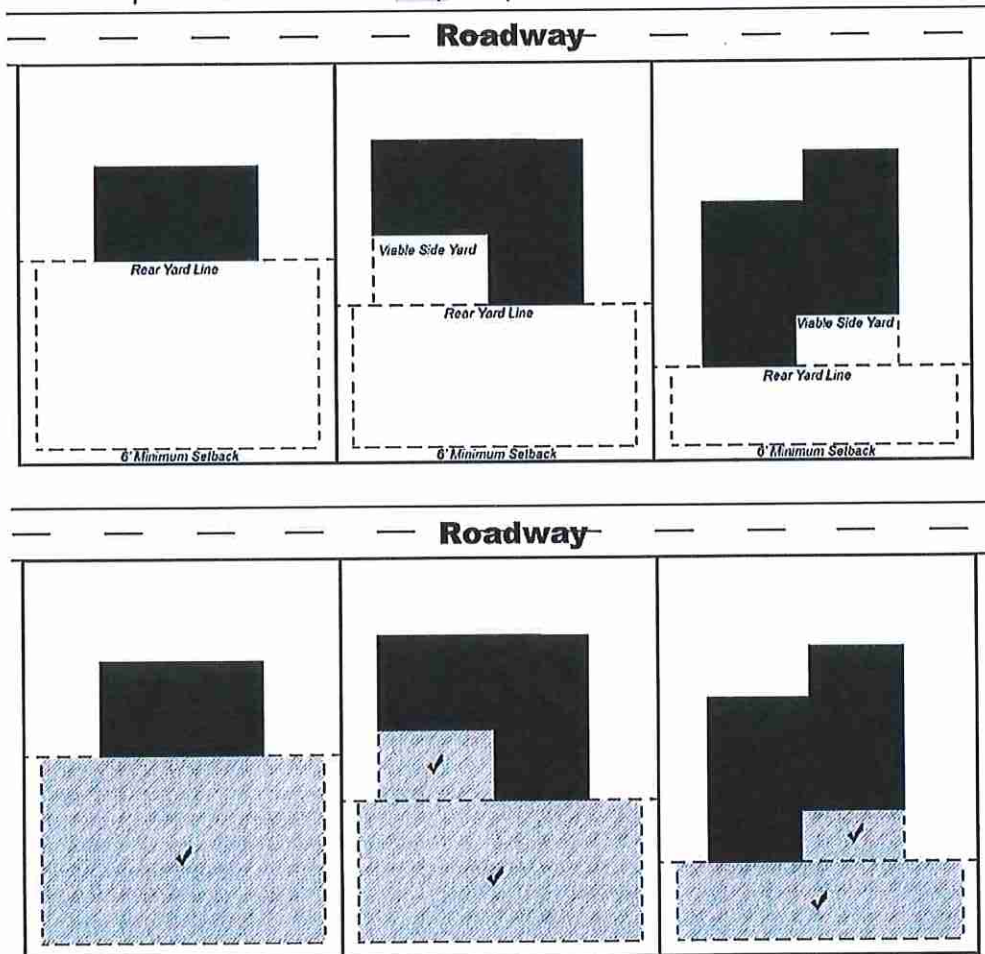 Roadway
Viable Side Yard
Rear Yard Line
Rear Yard Line
Viable Side Yard
Rear Yard Line
6' Minimum Setback
6' Minimum Setback
6' Minimum Setback
Roadway